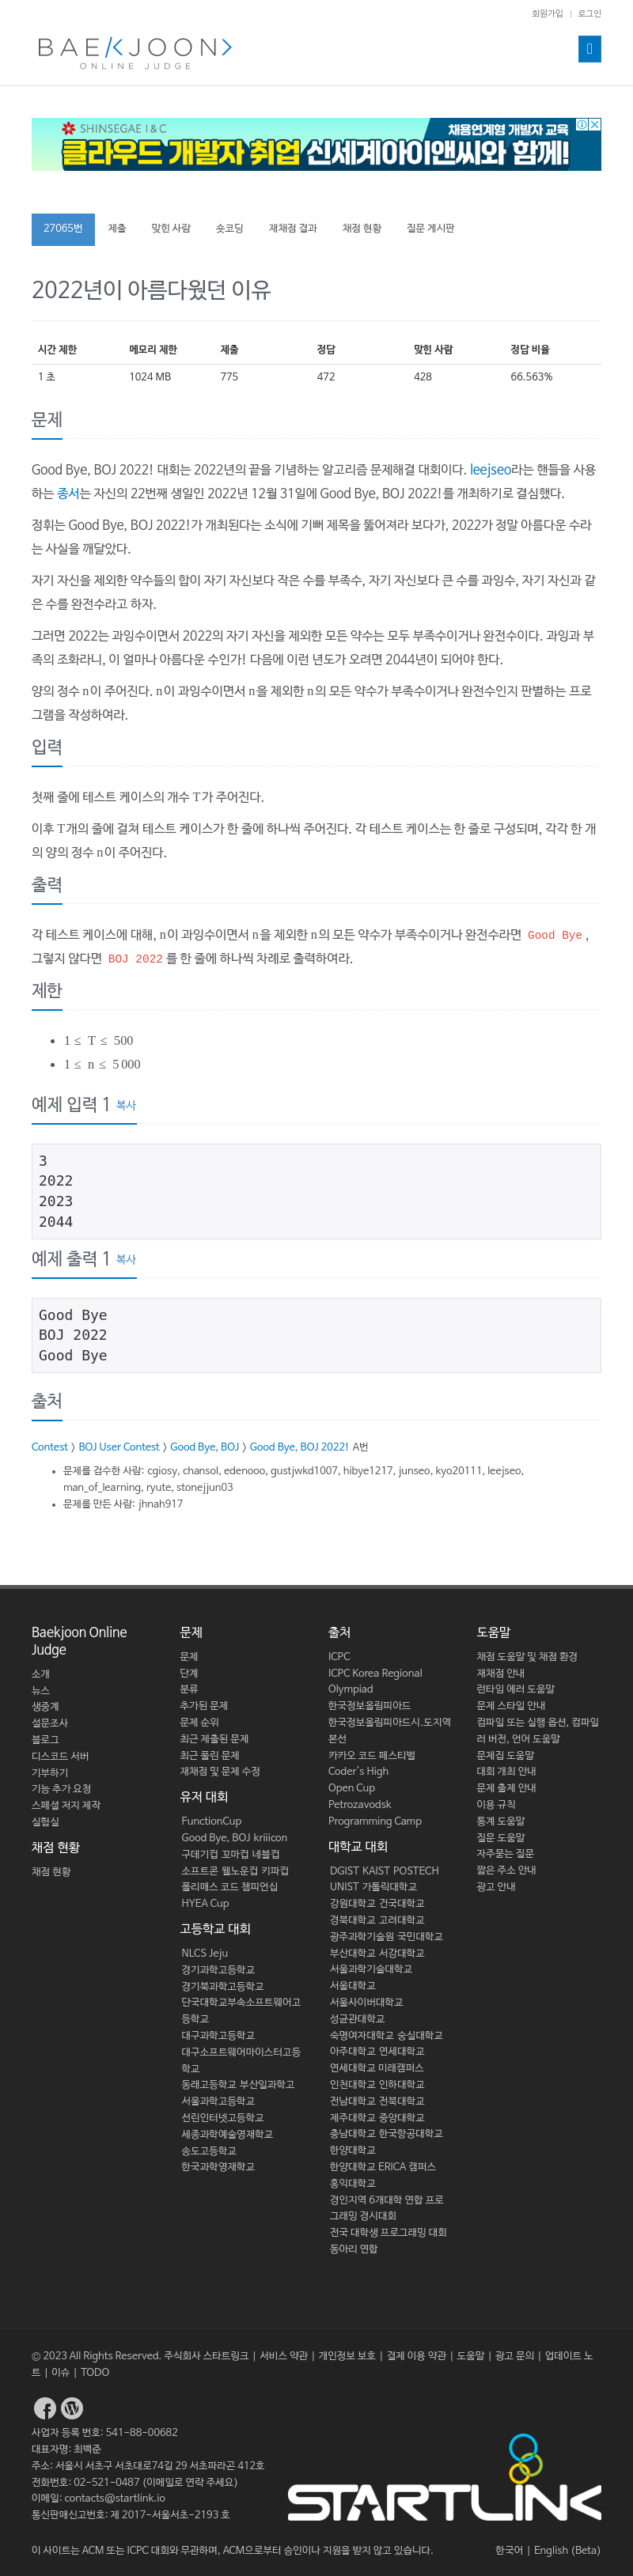 회원가입 | 로그인
BAEKJOON>
ONLINE JUDGE
SHINSEGAE I&C
채용연계형 개발자 교육
클라우드 개발자 취업 신세계아이앤씨와 함께!
27065번 제출 맞힌 사람 숏코딩 재채점 결과 채점 현황 질문 게시판
2022년이 아름다웠던 이유
시간 제한 메모리 제한 제출 정답 맞힌 사람 정답 비율
1 초 1024 MB 775 472 428 66.563%
문제
Good Bye, BOJ 2022! 대회는 2022년의 끝을 기념하는 알고리즘 문제해결 대회이다. leejseo라는 핸들을 사용
하는 종서는 자신의 22번째 생일인 2022년 12월 31일에 Good Bye, BOJ 2022!를 개최하기로 결심했다.
정휘는 Good Bye, BOJ 2022!가 개최된다는 소식에 기뻐 제목을 뚫어져라 보다가, 2022가 정말 아름다운 수라
는 사실을 깨달았다.
자기 자신을 제외한 약수들의 합이 자기 자신보다 작은 수를 부족수, 자기 자신보다 큰 수를 과잉수, 자기 자신과 같
은 수를 완전수라고 하자.
그러면 2022는 과잉수이면서 2022의 자기 자신을 제외한 모든 약수는 모두 부족수이거나 완전수이다. 과잉과 부
족의 조화라니, 이 얼마나 아름다운 수인가! 다음에 이런 년도가 오려면 2044년이 되어야 한다.
양의 정수 n이 주어진다. n이 과잉수이면서 n을 제외한 n의 모든 약수가 부족수이거나 완전수인지 판별하는 프로
그램을 작성하여라.
입력
첫째 줄에 테스트 케이스의 개수 T가 주어진다.
이후 T개의 줄에 걸쳐 테스트 케이스가 한 줄에 하나씩 주어진다. 각 테스트 케이스는 한 줄로 구성되며, 각각 한 개
의 양의 정수 n이 주어진다.
출력
각 테스트 케이스에 대해, n이 과잉수이면서 n을 제외한 n의 모든 약수가 부족수이거나 완전수라면 Good Bye ,
그렇지 않다면 BOJ 2022 를 한 줄에 하나씩 차례로 출력하여라.
제한
• 1 ≤ T ≤ 500
• 1 ≤ n ≤ 5 000
예제 입력 1 복사
3
2022
2023
2044
예제 출력 1 복사
Good Bye
BOJ 2022
Good Bye
출처
Contest > BOJ User Contest > Good Bye, BOJ > Good Bye, BOJ 2022! A번
• 문제를 검수한 사람: cgiosy, chansol, edenooo, gustjwkd1007, hibye1217, junseo, kyo20111, leejseo,
man_of_learning, ryute, stonejjun03
• 문제를 만든 사람: jhnah917
Baekjoon Online
Judge
소개
뉴스
생중계
설문조사
블로그
디스코드 서버
기부하기
기능 추가 요청
스페셜 저지 제작
실험실
채점 현황
채점 현황
문제
문제
단계
분류
추가된 문제
문제 순위
최근 제출된 문제
최근 풀린 문제
재채점 및 문제 수정
유저 대회
FunctionCup
Good Bye, BOJ kriiicon
구데기컵 꼬마컵 네블컵
소프트콘 웰노운컵 키파컵
폴리매스 코드 챔피언십
HYEA Cup
고등학교 대회
NLCS Jeju
경기과학고등학교
경기북과학고등학교
단국대학교부속소프트웨어고
등학교
대구과학고등학교
대구소프트웨어마이스터고등
학교
동래고등학교 부산일과학고
서울과학고등학교
선린인터넷고등학교
세종과학예술영재학교
송도고등학교
한국과학영재학교
출처
ICPC
ICPC Korea Regional
Olympiad
한국정보올림피아드
한국정보올림피아드시.도지역
본선
카카오 코드 페스티벌
Coder's High
Open Cup
Petrozavodsk
Programming Camp
대학교 대회
DGIST KAIST POSTECH
UNIST 가톨릭대학교
강원대학교 건국대학교
경북대학교 고려대학교
광주과학기술원 국민대학교
부산대학교 서강대학교
서울과학기술대학교
서울대학교
서울사이버대학교
성균관대학교
숙명여자대학교 숭실대학교
아주대학교 연세대학교
연세대학교 미래캠퍼스
인천대학교 인하대학교
전남대학교 전북대학교
제주대학교 중앙대학교
충남대학교 한국항공대학교
한양대학교
한양대학교 ERICA 캠퍼스
홍익대학교
경인지역 6개대학 연합 프로
그래밍 경시대회
전국 대학생 프로그래밍 대회
동아리 연합
도움말
채점 도움말 및 채점 환경
재채점 안내
런타임 에러 도움말
문제 스타일 안내
컴파일 또는 실행 옵션, 컴파일
러 버전, 언어 도움말
문제집 도움말
대회 개최 안내
문제 출제 안내
이용 규칙
통계 도움말
질문 도움말
자주묻는 질문
짧은 주소 안내
광고 안내
© 2023 All Rights Reserved. 주식회사 스타트링크 | 서비스 약관 | 개인정보 보호 | 결제 이용 약관 | 도움말 | 광고 문의 | 업데이트 노
트 | 이슈 | TODO
사업자 등록 번호: 541-88-00682
대표자명: 최백준
주소: 서울시 서초구 서초대로74길 29 서초파라곤 412호
전화번호: 02-521-0487 (이메일로 연락 주세요)
이메일: contacts@startlink.io
통신판매신고번호: 제 2017-서울서초-2193 호
STARTLINK
이 사이트는 ACM 또는 ICPC 대회와 무관하며, ACM으로부터 승인이나 지원을 받지 않고 있습니다.
한국어 | English (Beta)